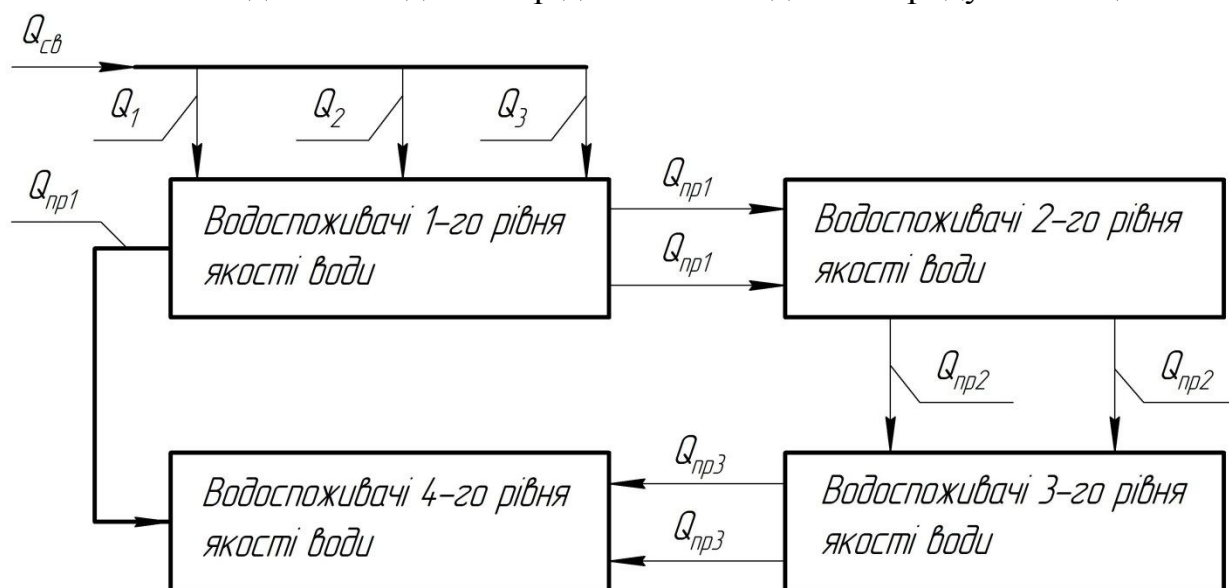 Q_св
Q_1
Q_2
Q_3
Q_пр1
Водоспоживачі 1-го рівня
якості води
Q_пр1
Q_пр1
Водоспоживачі 2-го рівня
якості води
Q_пр2
Q_пр2
Водоспоживачі 4-го рівня
якості води
Q_пр3
Q_пр3
Водоспоживачі 3-го рівня
якості води